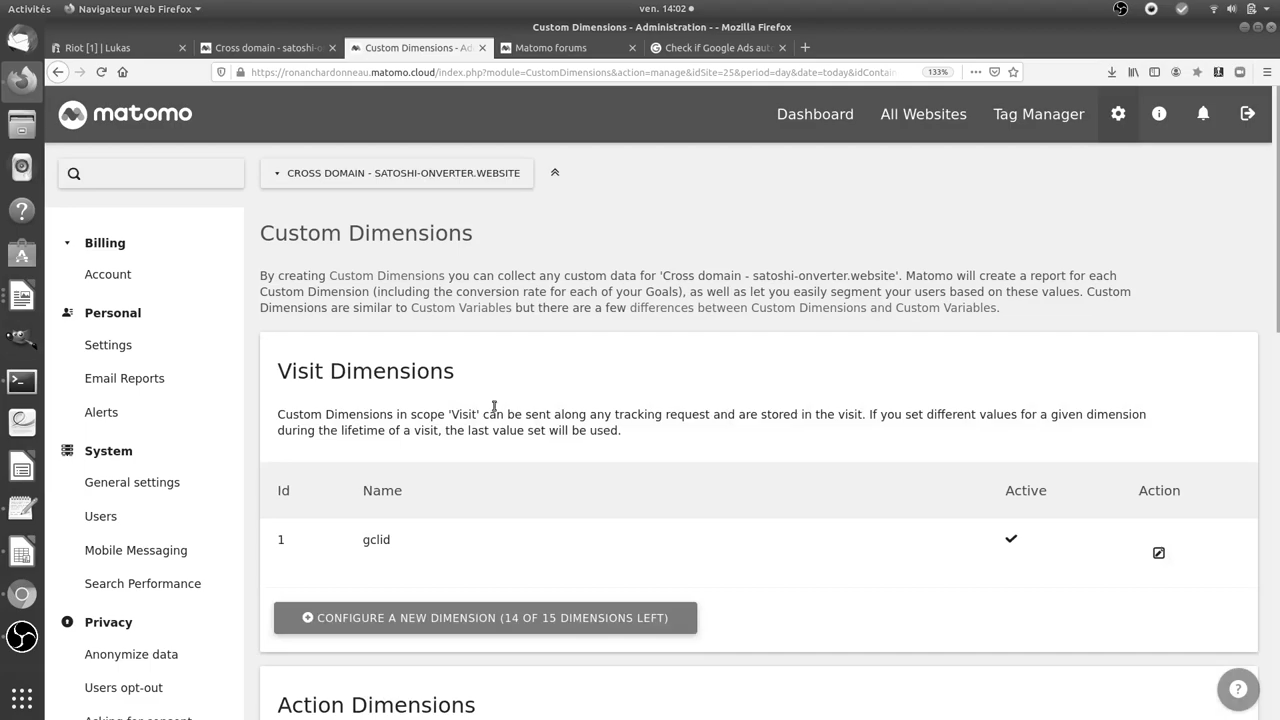 Activités
Navigateur Web Firefox
ven. 14:02
Custom Dimensions - Administration - - Mozilla Firefox
Riot [1] | Lukas
Cross domain - satoshi-o
Custom Dimensions - Ad
Matomo forums
Check if Google Ads aut
https://ronanchardonneau.matomo.cloud/index.php?module=CustomDimensions&action=manage&idSite=25&period=day&date=today&idContain
133%
matomo
Dashboard
All Websites
Tag Manager
CROSS DOMAIN - SATOSHI-ONVERTER.WEBSITE
Billing
Account
Personal
Settings
Email Reports
Alerts
System
General settings
Users
Mobile Messaging
Search Performance
Privacy
Anonymize data
Users opt-out
Asking for consent
Custom Dimensions
By creating Custom Dimensions you can collect any custom data for 'Cross domain - satoshi-onverter.website'. Matomo will create a report for each
Custom Dimension (including the conversion rate for each of your Goals), as well as let you easily segment your users based on these values. Custom
Dimensions are similar to Custom Variables but there are a few differences between Custom Dimensions and Custom Variables.
Visit Dimensions
Custom Dimensions in scope 'Visit' can be sent along any tracking request and are stored in the visit. If you set different values for a given dimension
during the lifetime of a visit, the last value set will be used.
Id Name Active Action
1 gclid
CONFIGURE A NEW DIMENSION (14 OF 15 DIMENSIONS LEFT)
Action Dimensions
?